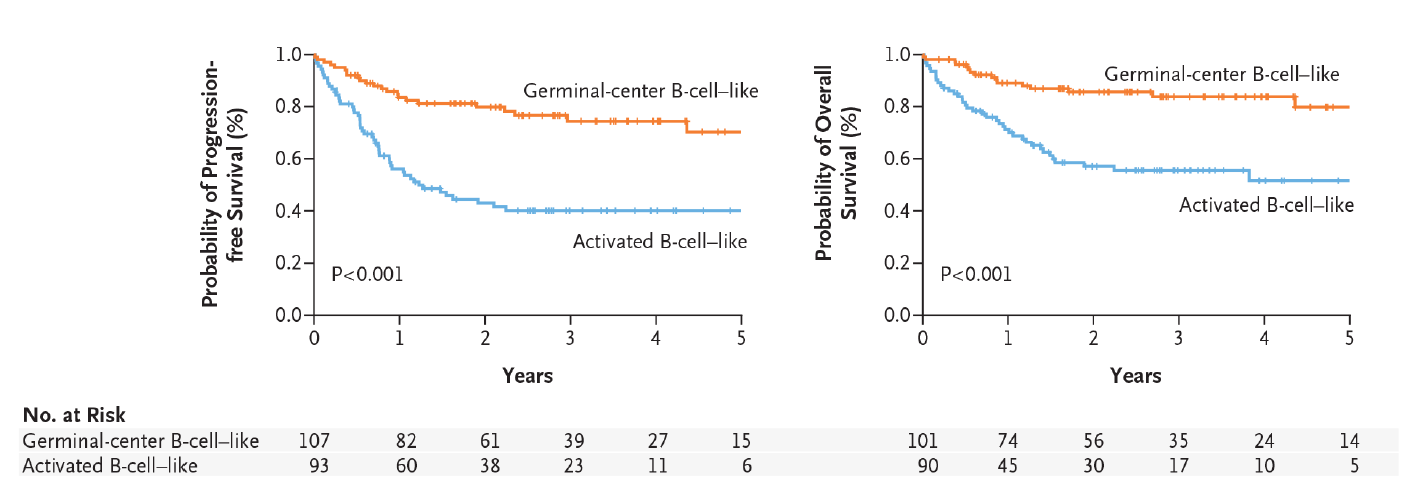 Probability of Progression-
free Survival (%)
1.0
0.8
0.6
0.4
0.2
0.0
Germinal-center B-cell–like
Activated B-cell–like
P<0.001
0 1 2 3 4 5
Years
Probability of Overall
Survival (%)
1.0
0.8
0.6
0.4
0.2
0.0
Germinal-center B-cell–like
Activated B-cell–like
P<0.001
0 1 2 3 4 5
Years
No. at Risk
Germinal-center B-cell–like 107 82 61 39 27 15 101 74 56 35 24 14
Activated B-cell–like 93 60 38 23 11 6 90 45 30 17 10 5